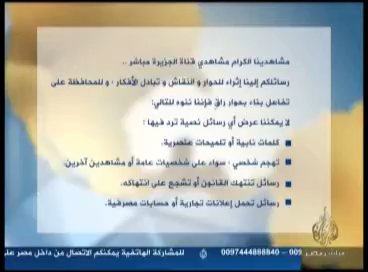 مشاهدينا الكرام مشاهدي قناة الجزيرة مباشر ..
رسائلكم إلينا إثراء للحوار و النقاش و تبادل الأفكار ، و للمحافظة على
تفاعل بناء بحوار راق فإننا ننوه للتالي:
لا يمكننا عرض أي رسائل نصية ترد فيها :
كلمات نابية أو تلميحات عنصرية.
تهجم شخصي ، سواء على شخصيات عامة أو مشاهدين آخرين.
رسائل تنتهك القانون أو تشجع على انتهاكه.
رسائل تحمل إعلانات تجارية أو حسابات مصرفية.
للمشاركة الهاتفية يمكنكم الاتصال من داخل مصر على
0097444888840 -- 009